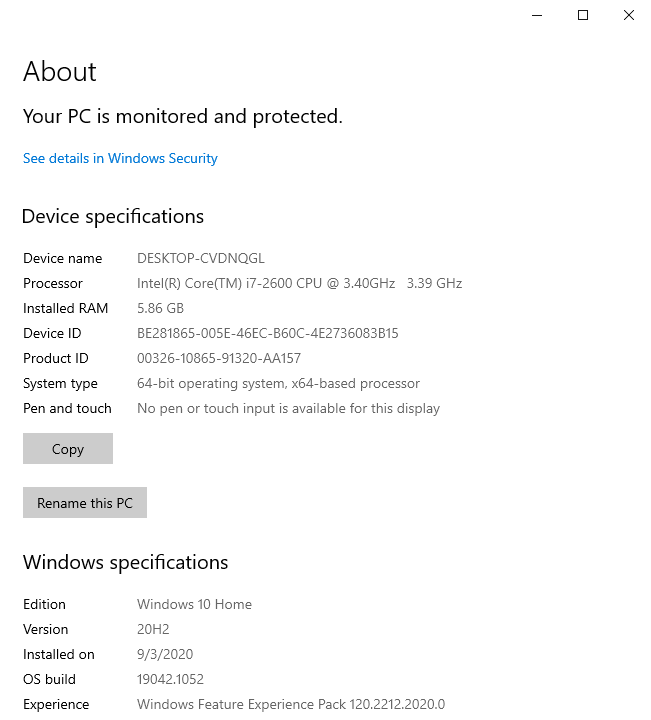 About
Your PC is monitored and protected.
See details in Windows Security
Device specifications
Device name DESKTOP-CVDNQGL
Processor Intel(R) Core(TM) i7-2600 CPU @ 3.40GHz 3.39 GHz
Installed RAM 5.86 GB
Device ID BE281865-005E-46EC-B60C-4E2736083B15
Product ID 00326-10865-91320-AA157
System type 64-bit operating system, x64-based processor
Pen and touch No pen or touch input is available for this display
Copy
Rename this PC
Windows specifications
Edition Windows 10 Home
Version 20H2
Installed on 9/3/2020
OS build 19042.1052
Experience Windows Feature Experience Pack 120.2212.2020.0